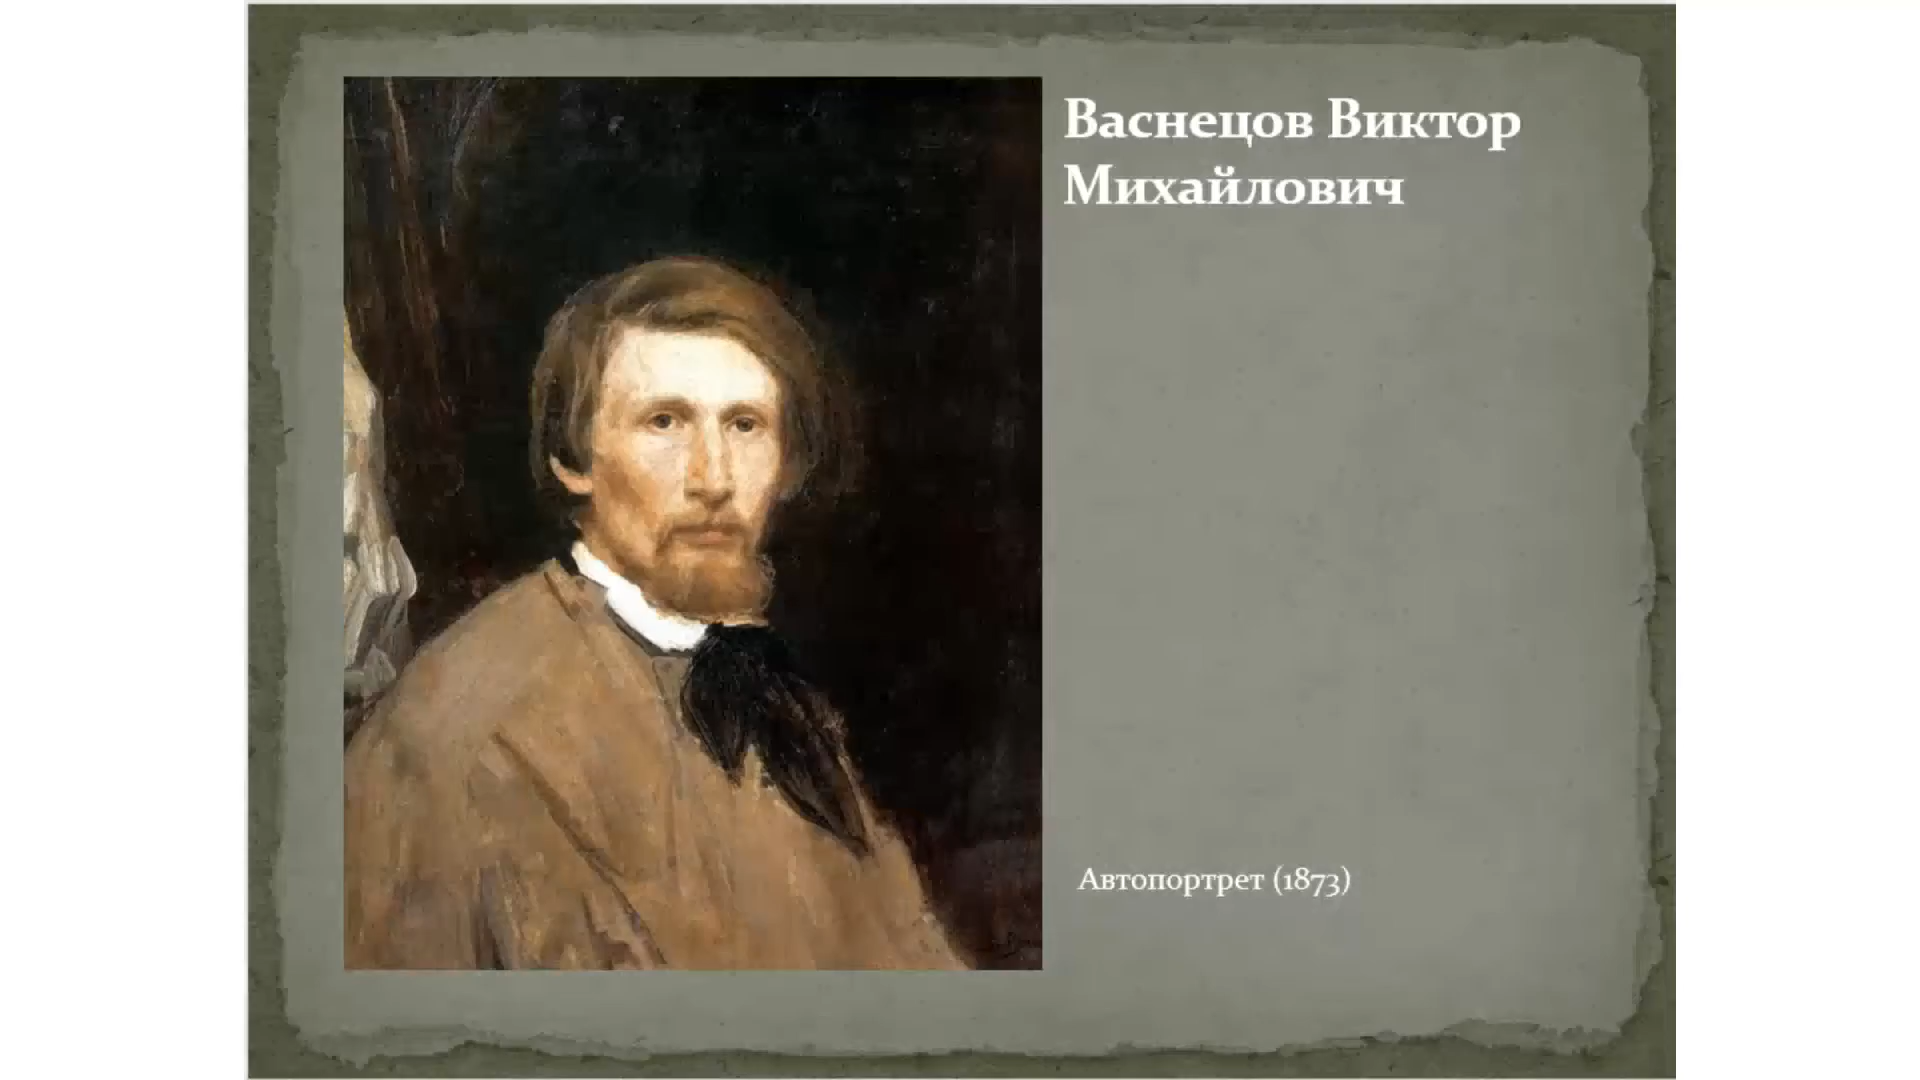 Васнецов Виктор
Михайлович
Автопортрет (1873)